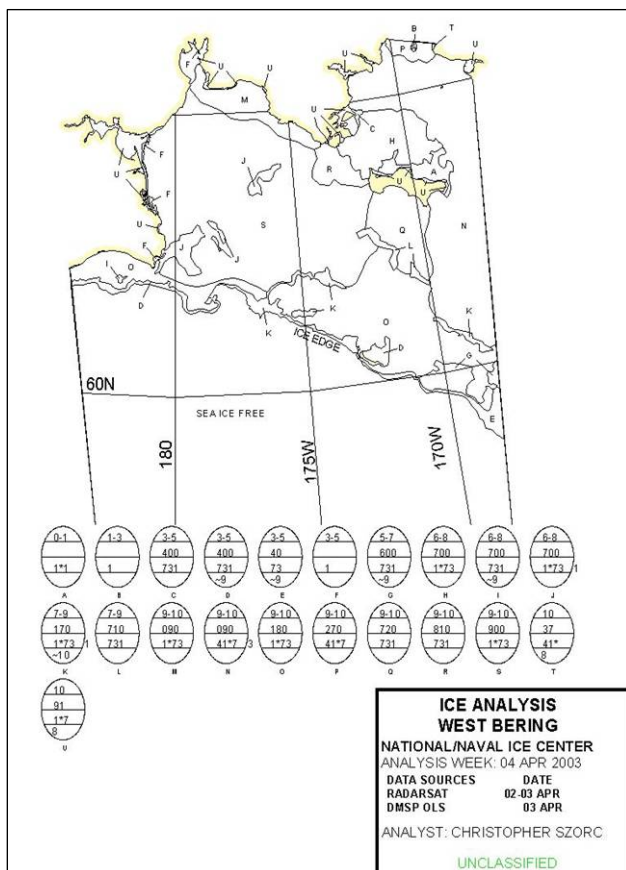 B
T
P
U
U
F
U
U
M
U
C
F
H
J
R
A
U
U
F
U
S
Q
N
U
F
J
L
I
O
J
D
K
K
K
O
ICE EDGE
D
G
60N
E
SEA ICE FREE
180
175W
170W
0-1
1*1
A
1-3
1
B
3-5
400
731
C
3-5
400
731
~9
D
3-5
40
73
~9
E
3-5
1
F
5-7
600
731
~9
G
6-8
700
1*73
H
6-8
700
731
~9
I
6-8
700
1*73 1
J
7-9
170
1*73 1
~10
K
7-9
710
731
L
9-10
090
1*73
M
9-10
090
41*7 3
N
9-10
180
1*73
O
9-10
270
41*7
P
9-10
720
731
Q
9-10
810
731
R
9-10
900
1*73
S
10
37
41*
8
T
10
91
1*7
8
U
ICE ANALYSIS
WEST BERING
NATIONAL/NAVAL ICE CENTER
ANALYSIS WEEK: 04 APR 2003
DATA SOURCES DATE
RADARSAT 02-03 APR
DMSP OLS 03 APR
ANALYST: CHRISTOPHER SZORC
UNCLASSIFIED